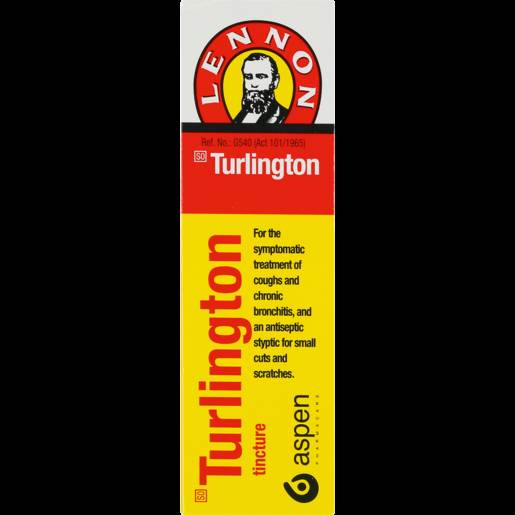 LENNON
Ref. No.: G540 (Act 101/1965)
S0 Turlington
S0 Turlington
tincture
For the
symptomatic
treatment of
coughs and
chronic
bronchitis, and
an antiseptic
styptic for small
cuts and
scratches.
aspen
PHARMACARE